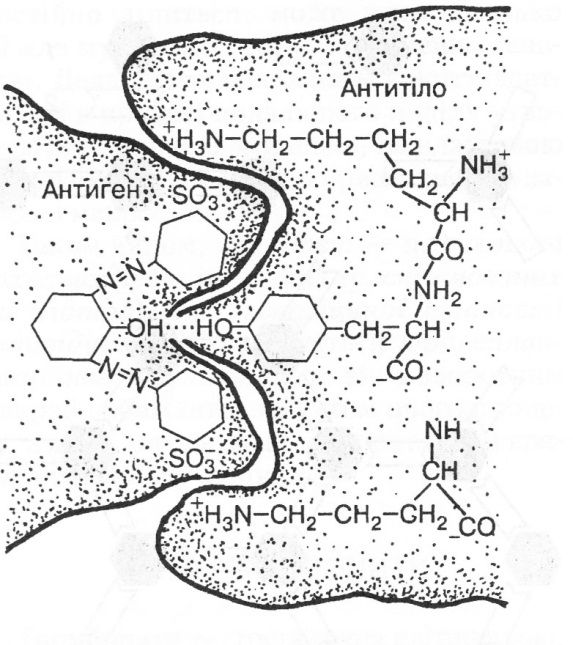 Антитіло
⁺H₃N–CH₂–CH₂–CH₂
NH₃⁺
CH₂
CH
CO
NH₂
Антиген
SO₃⁻
N=N
OH
HO
CH₂–CH
⁻CO
N=N
SO₃⁻
NH
CH
⁺H₃N–CH₂–CH₂–CH₂
⁻CO